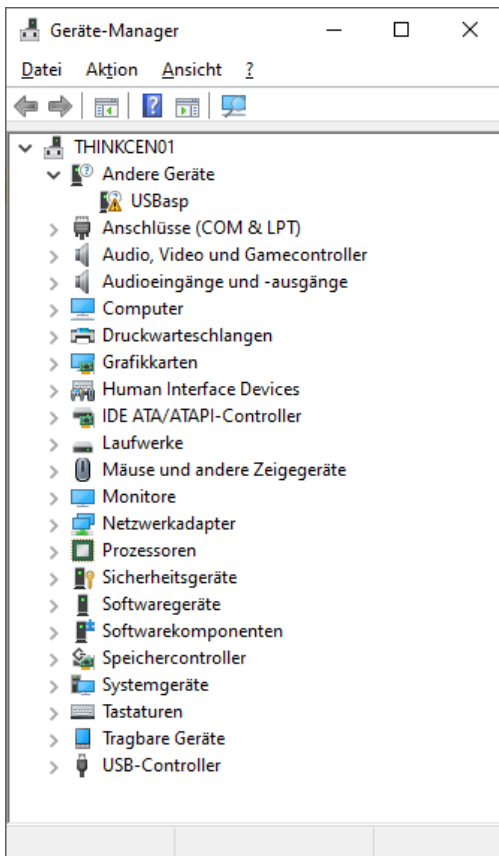 Geräte-Manager
Datei Aktion Ansicht ?
THINKCEN01
Andere Geräte
USBasp
Anschlüsse (COM & LPT)
Audio, Video und Gamecontroller
Audioeingänge und -ausgänge
Computer
Druckwarteschlangen
Grafikkarten
Human Interface Devices
IDE ATA/ATAPI-Controller
Laufwerke
Mäuse und andere Zeigegeräte
Monitore
Netzwerkadapter
Prozessoren
Sicherheitsgeräte
Softwaregeräte
Softwarekomponenten
Speichercontroller
Systemgeräte
Tastaturen
Tragbare Geräte
USB-Controller